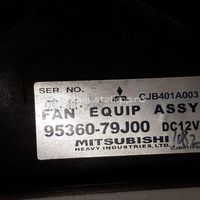 SER. NO. CJB401A003
FAN EQUIP ASSY
95360-79J00 DC12V
MITSUBISHI
HEAVY INDUSTRIES, LTD.